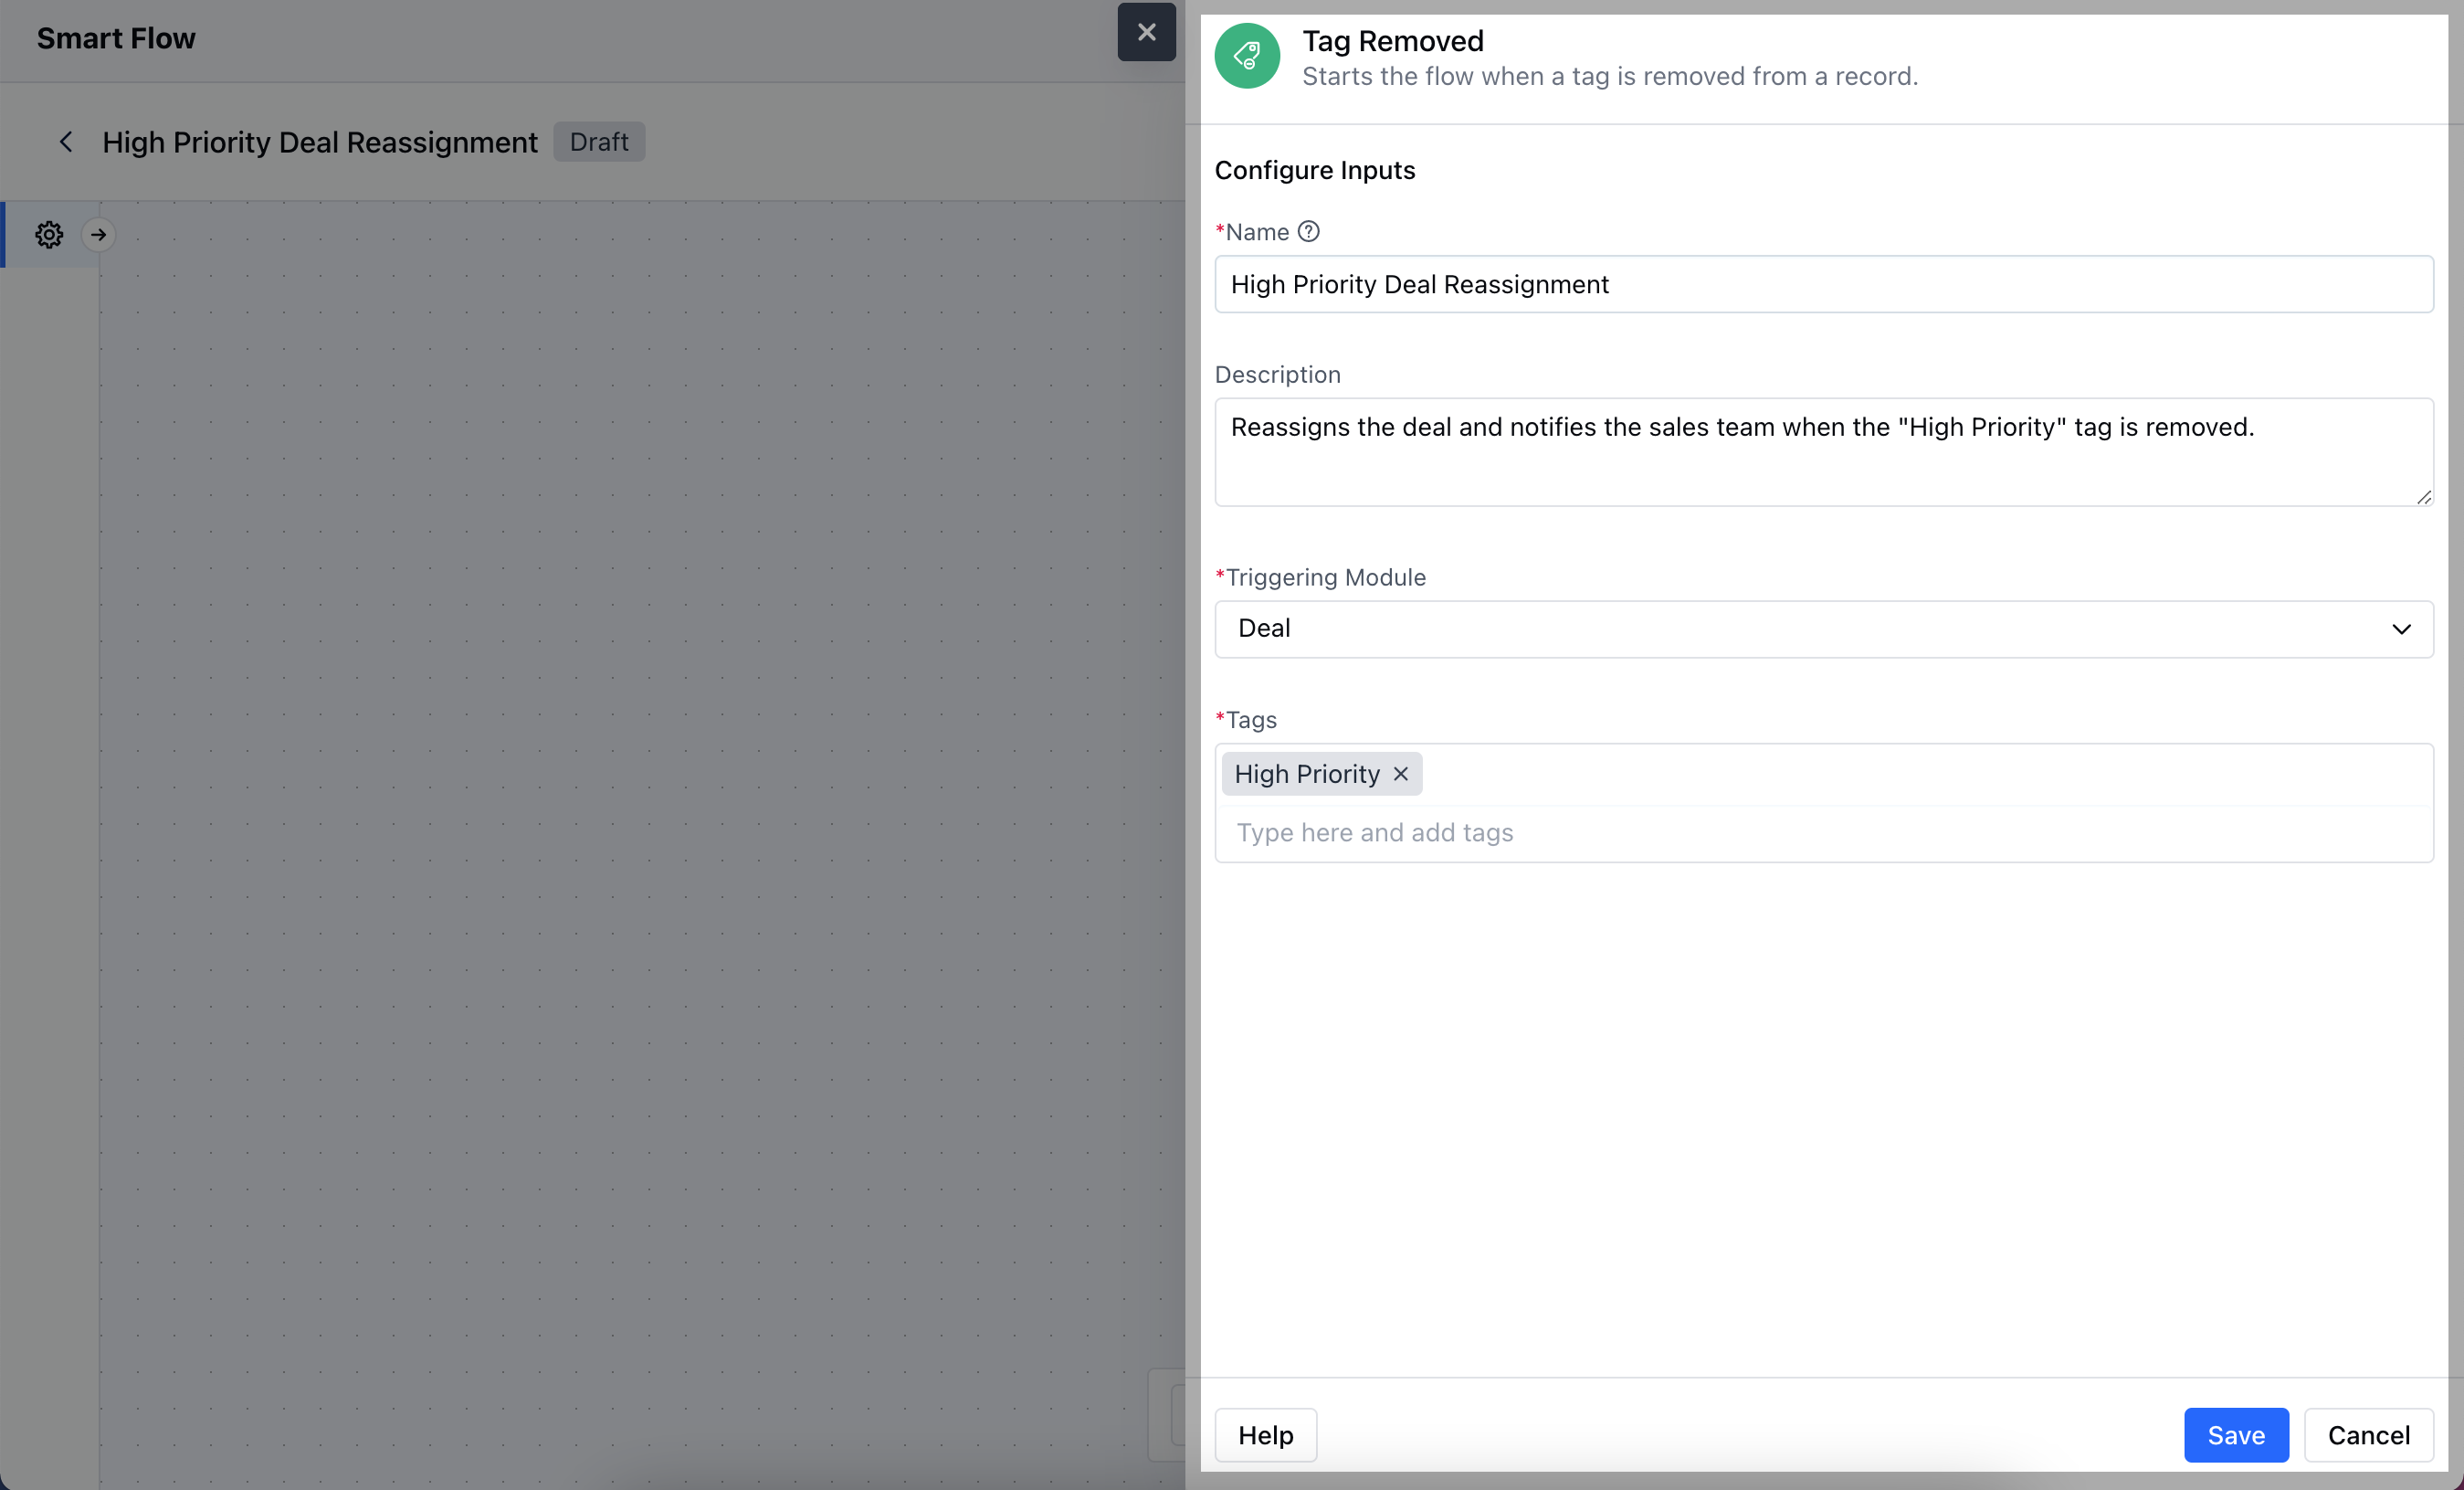 Smart Flow
High Priority Deal Reassignment Draft
Tag Removed
Starts the flow when a tag is removed from a record.
Configure Inputs
*Name
High Priority Deal Reassignment
Description
Reassigns the deal and notifies the sales team when the "High Priority" tag is removed.
*Triggering Module
Deal
*Tags
High Priority
Type here and add tags
Help
Save
Cancel